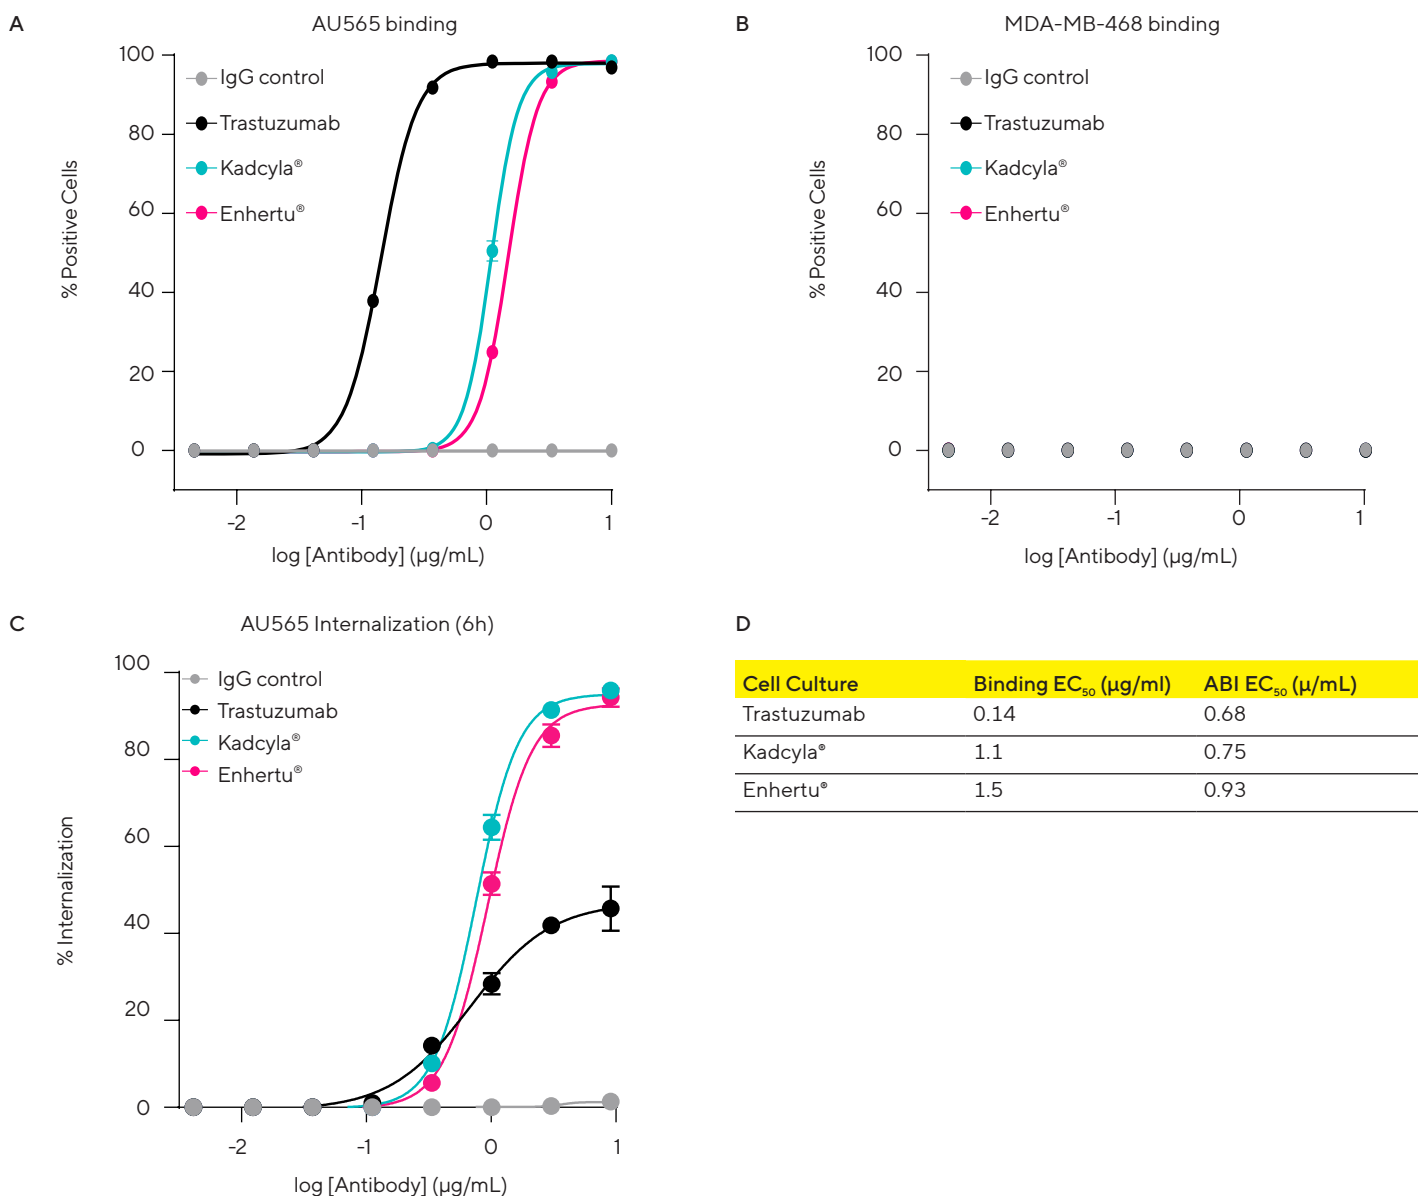 A
AU565 binding
100
80
60
40
20
0
% Positive Cells
IgG control
Trastuzumab
Kadcyla®
Enhertu®
-2 -1 0 1
log [Antibody] (µg/mL)
B
MDA-MB-468 binding
100
80
60
40
20
0
% Positive Cells
IgG control
Trastuzumab
Kadcyla®
Enhertu®
-2 -1 0 1
log [Antibody] (µg/mL)
C
AU565 Internalization (6h)
100
80
60
40
20
0
% Internalization
IgG control
Trastuzumab
Kadcyla®
Enhertu®
-2 -1 0 1
log [Antibody] (µg/mL)
D
Cell Culture Binding EC₅₀ (µg/ml) ABI EC₅₀ (µ/mL)
Trastuzumab 0.14 0.68
Kadcyla® 1.1 0.75
Enhertu® 1.5 0.93